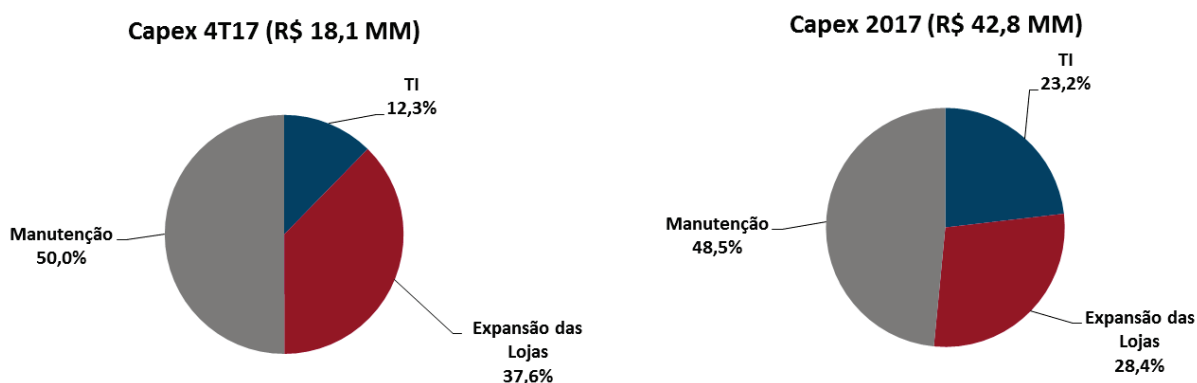 Capex 4T17 (R$ 18,1 MM)
TI
12,3%
Manutenção
50,0%
Expansão das
Lojas
37,6%
Capex 2017 (R$ 42,8 MM)
TI
23,2%
Manutenção
48,5%
Expansão das
Lojas
28,4%